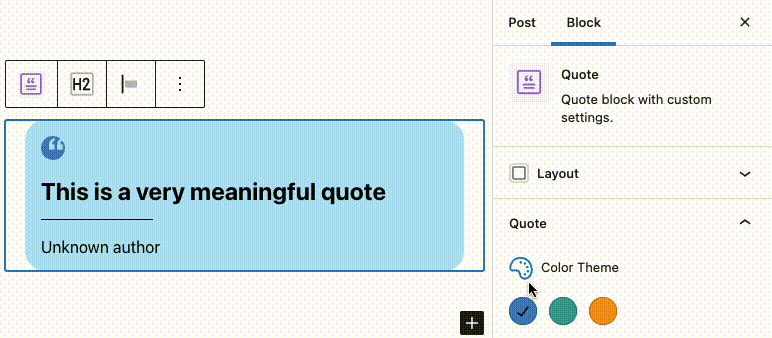 H2
This is a very meaningful quote
Unknown author
Post
Block
Quote
Quote block with custom
settings.
Layout
Quote
Color Theme